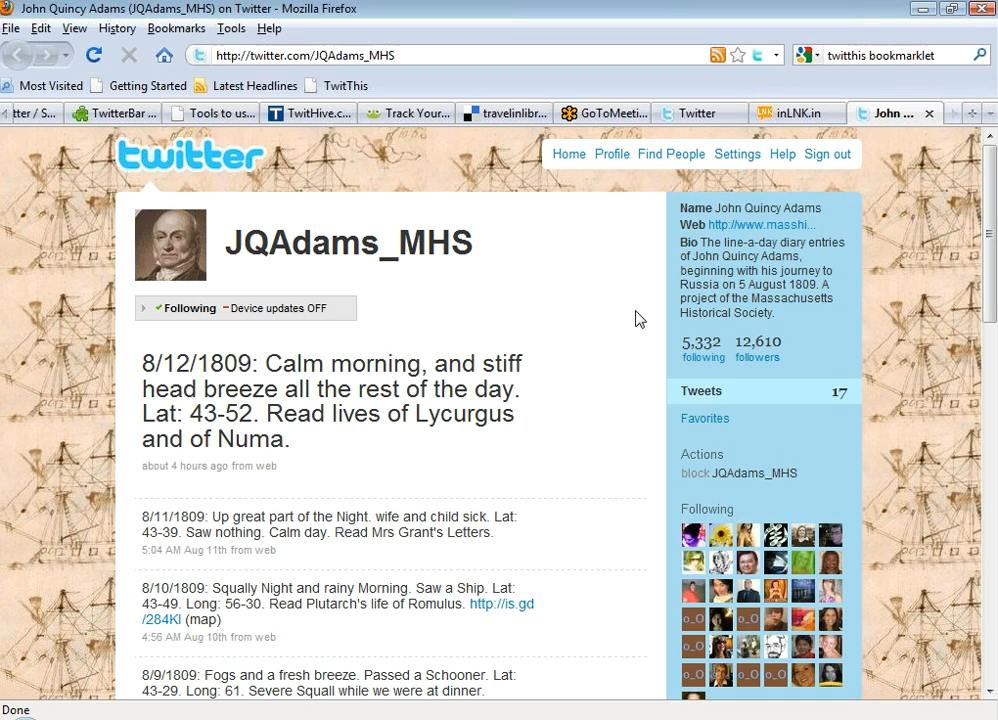 John Quincy Adams (JQAdams_MHS) on Twitter - Mozilla Firefox
File Edit View History Bookmarks Tools Help
http://twitter.com/JQAdams_MHS
twitthis bookmarklet
Most Visited Getting Started Latest Headlines TwitThis
tter / S... TwitterBar ... Tools to us... TwitHive.c... Track Your... travelinlibr... GoToMeeti... Twitter inLNK.in John ...
twitter
Home Profile Find People Settings Help Sign out
JQAdams_MHS
Following Device updates OFF
8/12/1809: Calm morning, and stiff
head breeze all the rest of the day.
Lat: 43-52. Read lives of Lycurgus
and of Numa.
about 4 hours ago from web
8/11/1809: Up great part of the Night. wife and child sick. Lat:
43-39. Saw nothing. Calm day. Read Mrs Grant's Letters.
5:04 AM Aug 11th from web
8/10/1809: Squally Night and rainy Morning. Saw a Ship. Lat:
43-49. Long: 56-30. Read Plutarch's life of Romulus. http://is.gd
/284Kl (map)
4:56 AM Aug 10th from web
8/9/1809: Fogs and a fresh breeze. Passed a Schooner. Lat:
43-29. Long: 61. Severe Squall while we were at dinner.
Name John Quincy Adams
Web http://www.masshi...
Bio The line-a-day diary entries
of John Quincy Adams,
beginning with his journey to
Russia on 5 August 1809. A
project of the Massachusetts
Historical Society.
5,332 12,610
following followers
Tweets 17
Favorites
Actions
block JQAdams_MHS
Following
o_O o_O
o_O
o_O o_O o_O
Done